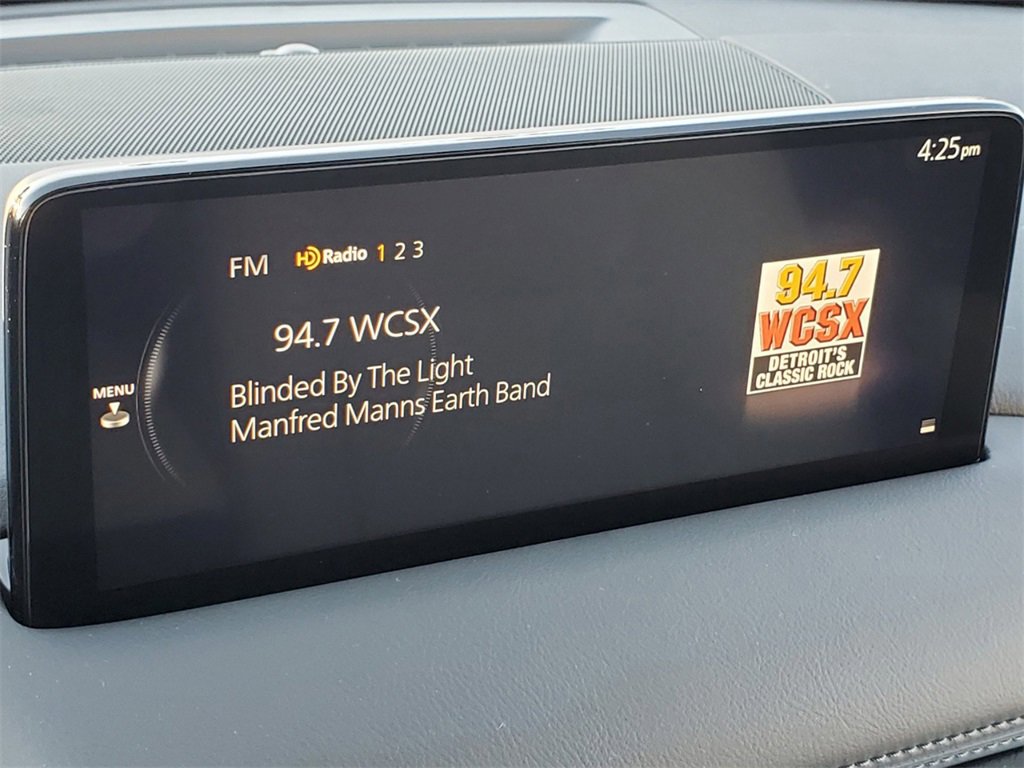 4:25pm
FM HD Radio 1 2 3
94.7 WCSX
Blinded By The Light
Manfred Manns Earth Band
MENU
94.7
WCSX
DETROIT'S
CLASSIC ROCK